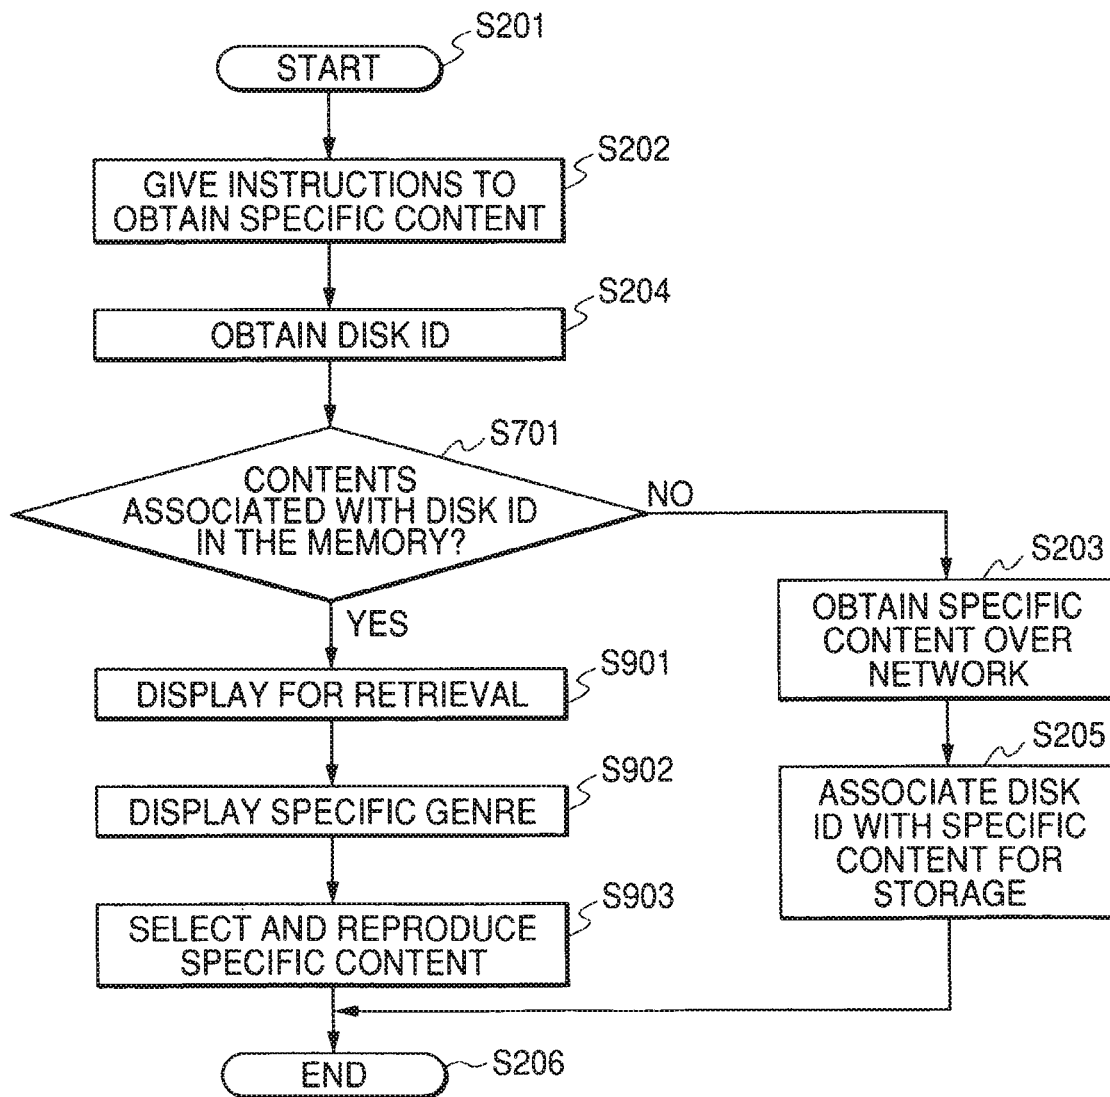 S201
START
S202
GIVE INSTRUCTIONS TO
OBTAIN SPECIFIC CONTENT
S204
OBTAIN DISK ID
S701
CONTENTS
ASSOCIATED WITH DISK ID
IN THE MEMORY?
NO
YES
S203
OBTAIN SPECIFIC
CONTENT OVER
NETWORK
S901
DISPLAY FOR RETRIEVAL
S205
ASSOCIATE DISK
ID WITH SPECIFIC
CONTENT FOR
STORAGE
S902
DISPLAY SPECIFIC GENRE
S903
SELECT AND REPRODUCE
SPECIFIC CONTENT
S206
END